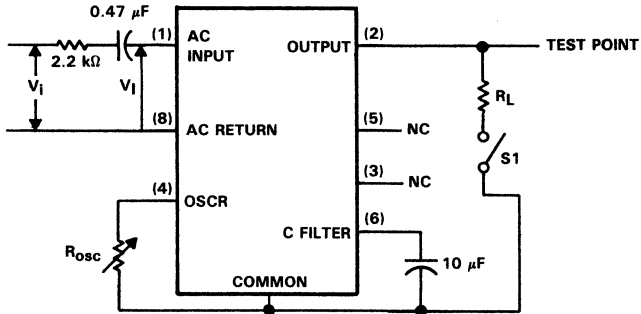 0.47 μF
(1)
AC INPUT
2.2 kΩ
Vi
VI
(8)
AC RETURN
(4)
OSCR
Rosc
OUTPUT
(2)
TEST POINT
RL
S1
(5)
NC
(3)
NC
(6)
C FILTER
10 μF
COMMON